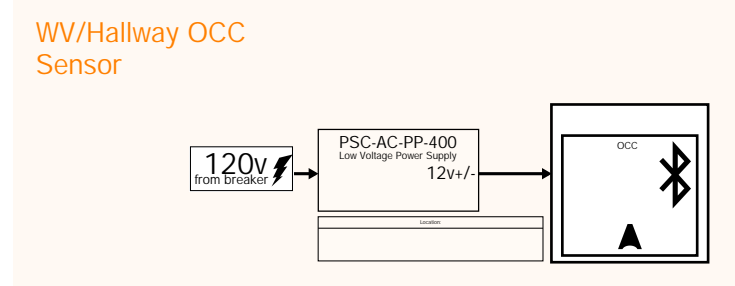 WV/Hallway OCC
Sensor
120v
from breaker
PSC-AC-PP-400
Low Voltage Power Supply
12v+/-
Location:
OCC